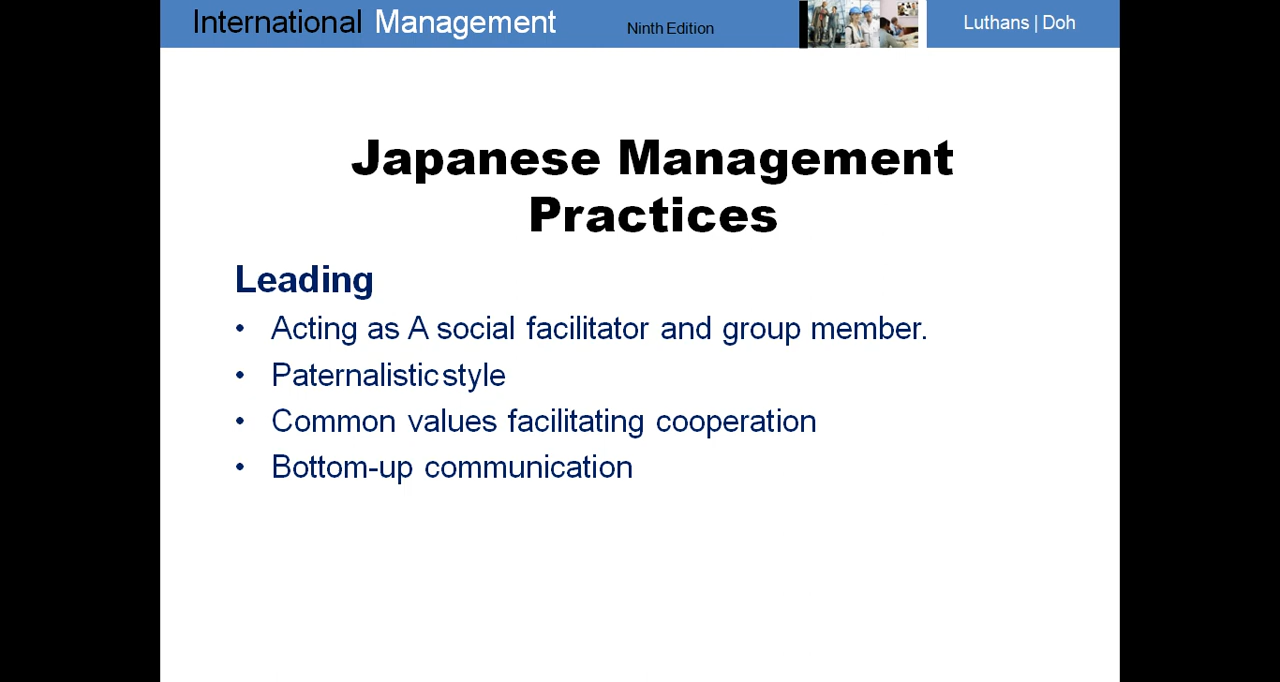 International Management Ninth Edition Luthans | Doh
Japanese Management
Practices
Leading
• Acting as A social facilitator and group member.
• Paternalistic style
• Common values facilitating cooperation
• Bottom-up communication